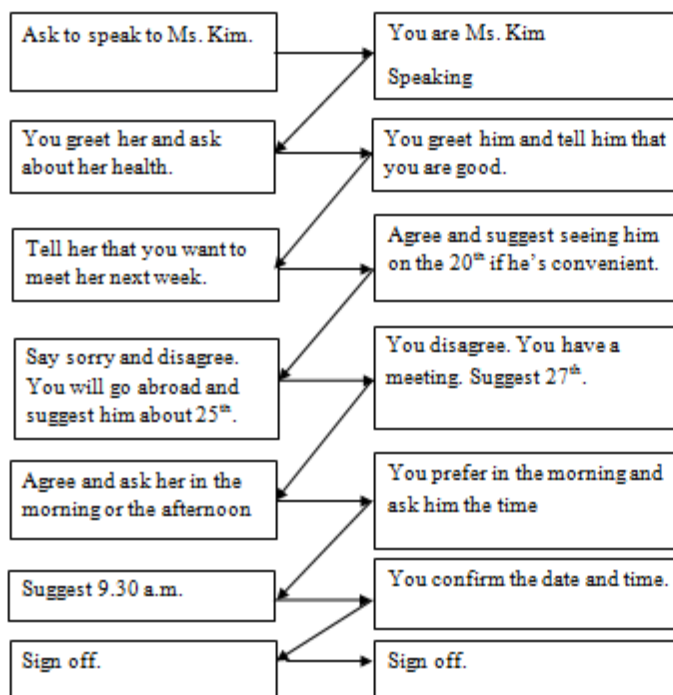 Ask to speak to Ms. Kim.
You are Ms. Kim
Speaking
You greet her and ask
about her health.
You greet him and tell him that
you are good.
Tell her that you want to
meet her next week.
Agree and suggest seeing him
on the 20th if he's convenient.
Say sorry and disagree.
You will go abroad and
suggest him about 25th.
You disagree. You have a
meeting. Suggest 27th.
Agree and ask her in the
morning or the afternoon
You prefer in the morning and
ask him the time
Suggest 9.30 a.m.
You confirm the date and time.
Sign off.
Sign off.